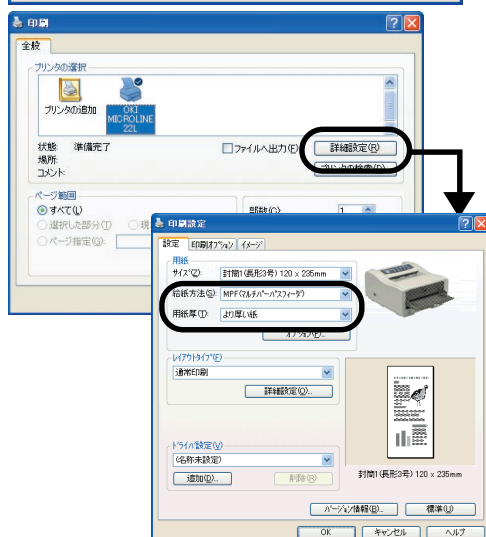 印刷
全般
プリンタの選択
プリンタの追加
OKI
MICROLINE
22L
状態: 準備完了
場所:
コメント:
ファイルへ出力(F)
詳細設定(R)
プリンタの検索(D)...
ページ範囲
すべて(L)
選択した部分(T)
ページ指定(G):
部数(C):
1
印刷設定
設定 印刷オプション イメージ
用紙
サイズ(Z): 封筒1(長形3号) 120 x 235mm
給紙方法(S): MPF(マルチパーパスフィーダ)
用紙厚(T): より厚い紙
オプション(P)...
レイアウトタイプ(E)
通常印刷
詳細設定(Q)...
ドライバ設定(V)
(名称未設定)
追加(D)...
削除(R)
封筒1(長形3号) 120 x 235mm
バージョン情報(B)...
標準(U)
OK
キャンセル
ヘルプ